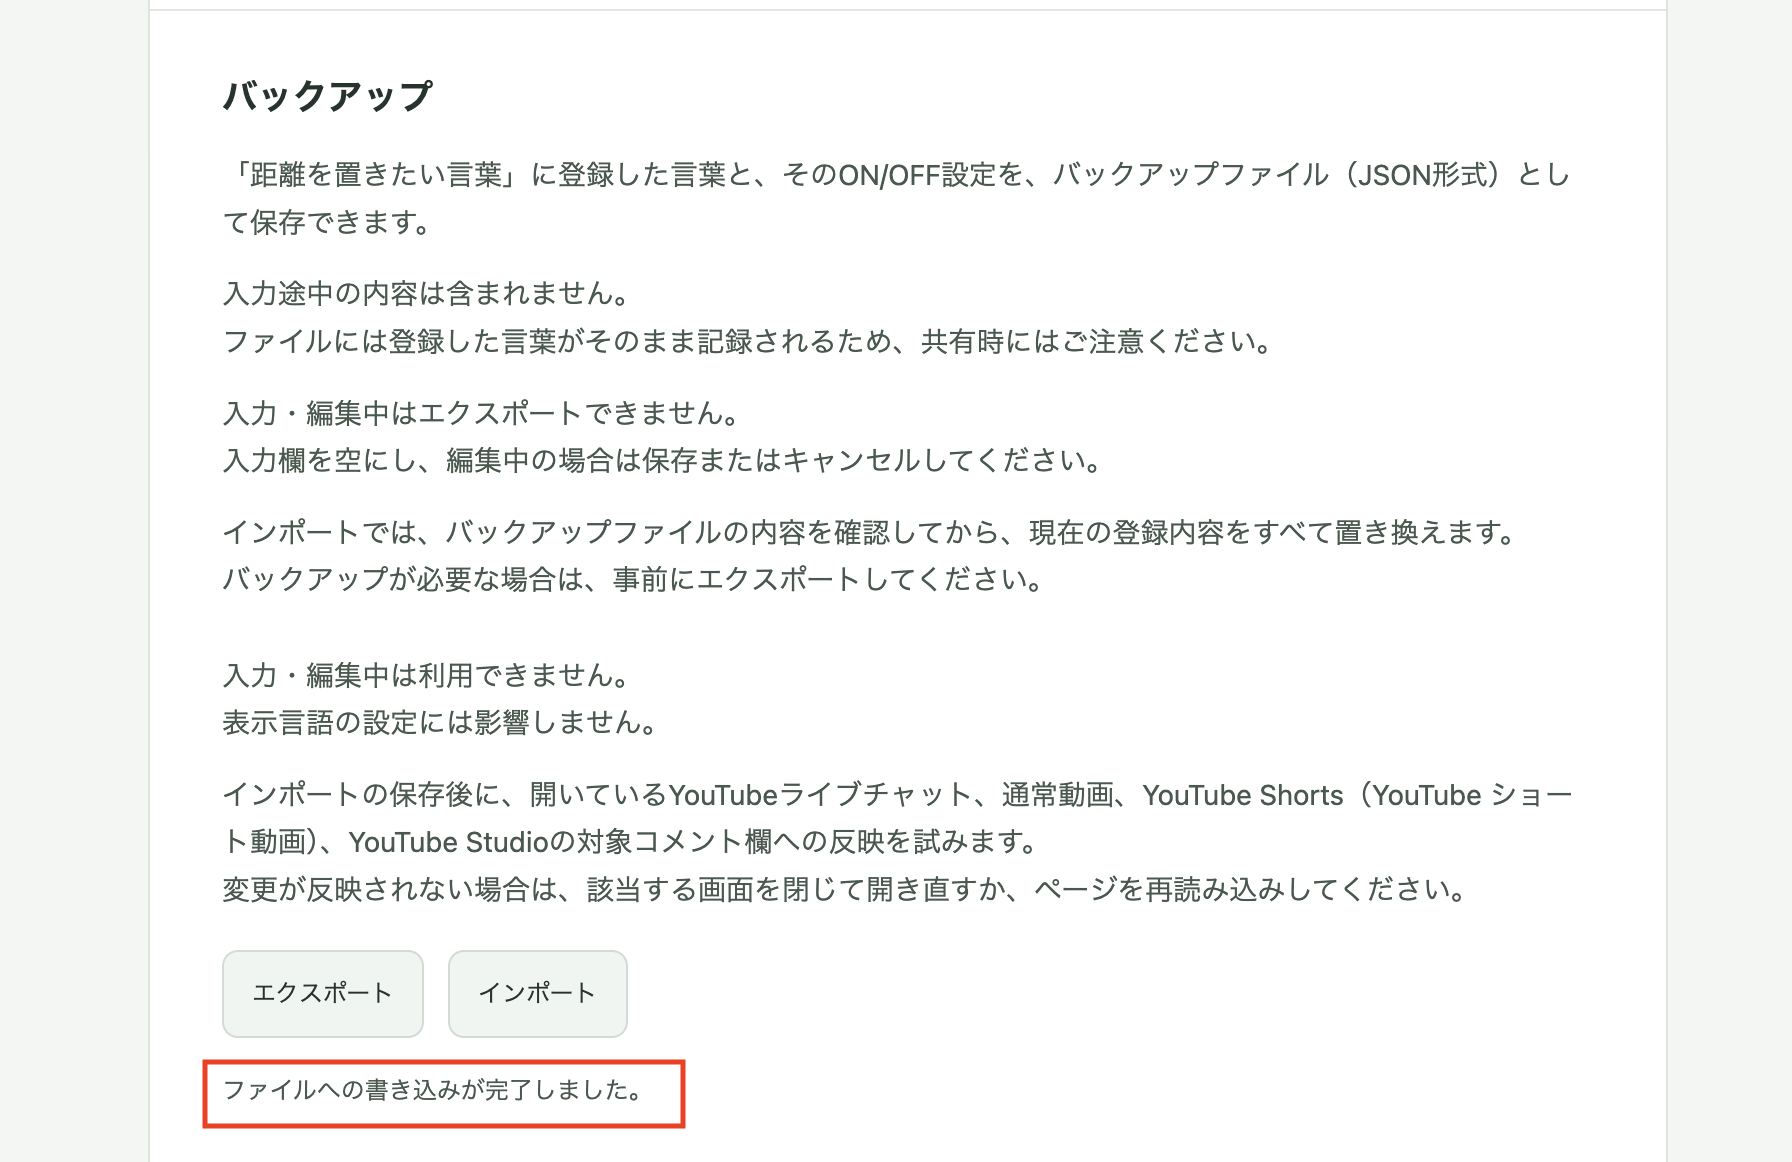 バックアップ
「距離を置きたい言葉」に登録した言葉と、そのON/OFF設定を、バックアップファイル（JSON形式）とし
て保存できます。
入力途中の内容は含まれません。
ファイルには登録した言葉がそのまま記録されるため、共有時にはご注意ください。
入力・編集中はエクスポートできません。
入力欄を空にし、編集中の場合は保存またはキャンセルしてください。
インポートでは、バックアップファイルの内容を確認してから、現在の登録内容をすべて置き換えます。
バックアップが必要な場合は、事前にエクスポートしてください。
入力・編集中は利用できません。
表示言語の設定には影響しません。
インポートの保存後に、開いているYouTubeライブチャット、通常動画、YouTube Shorts（YouTube ショー
ト動画）、YouTube Studioの対象コメント欄への反映を試みます。
変更が反映されない場合は、該当する画面を閉じて開き直すか、ページを再読み込みしてください。
エクスポート
インポート
ファイルへの書き込みが完了しました。